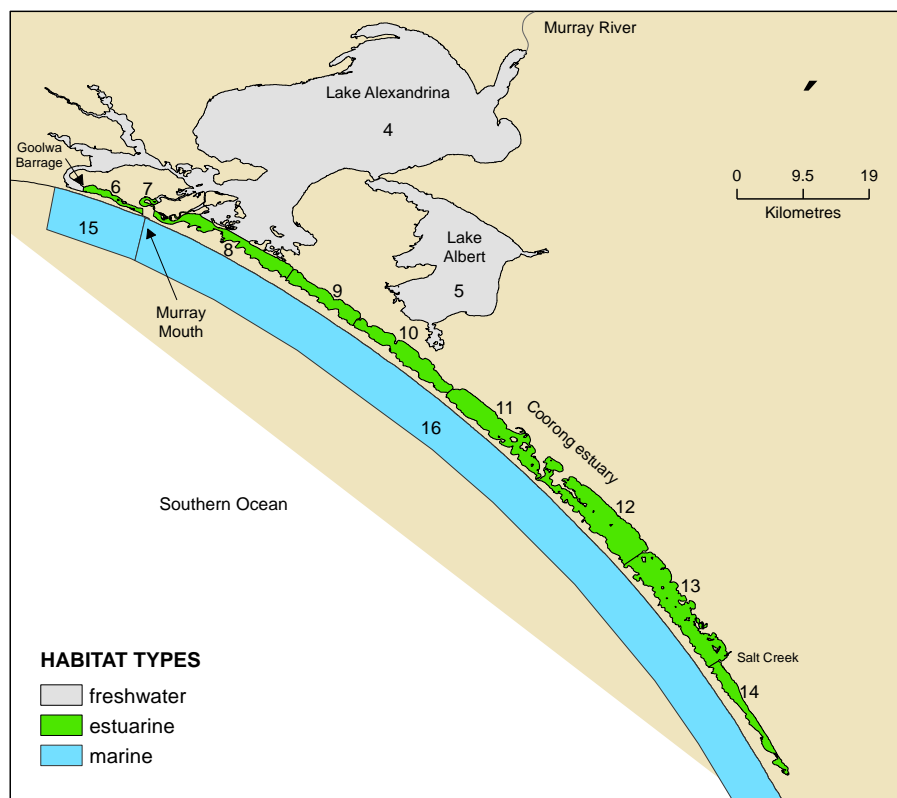 Murray River
Lake Alexandrina
4
Goolwa
Barrage
6
7
0
9.5
19
Kilometres
15
8
Lake
Albert
5
9
Murray
Mouth
10
11
Coorong estuary
16
Southern Ocean
12
13
HABITAT TYPES
Salt Creek
freshwater
14
estuarine
marine